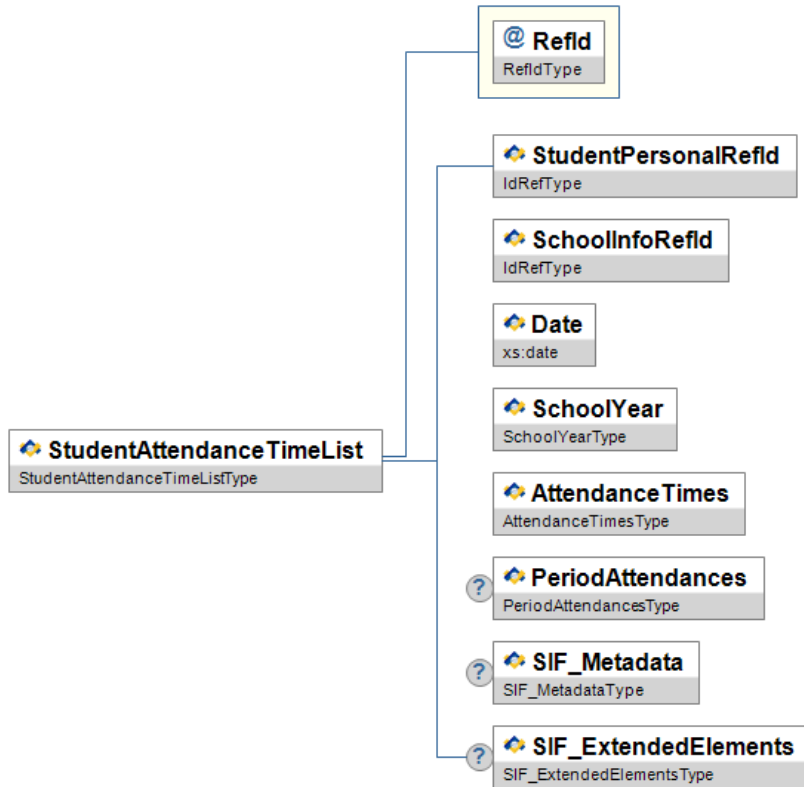 @ RefId
RefIdType
StudentPersonalRefId
IdRefType
SchoolInfoRefId
IdRefType
Date
xs:date
SchoolYear
SchoolYearType
StudentAttendanceTimeList
StudentAttendanceTimeListType
AttendanceTimes
AttendanceTimesType
? PeriodAttendances
PeriodAttendancesType
? SIF_Metadata
SIF_MetadataType
? SIF_ExtendedElements
SIF_ExtendedElementsType